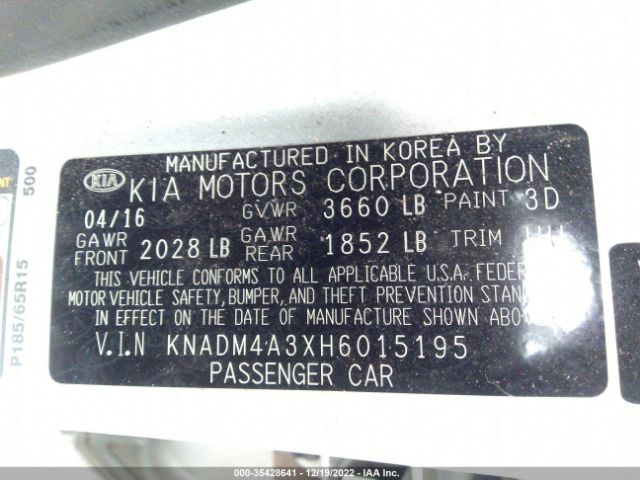 MANUFACTURED IN KOREA BY
KIA KIA MOTORS CORPORATION
04/16 GVWR 3660 LB PAINT 3D
GAWR FRONT 2028 LB GAWR REAR 1852 LB TRIM
THIS VEHICLE CONFORMS TO ALL APPLICABLE U.S.A.
MOTOR VEHICLE SAFETY, BUMPER, AND THEFT PREVENTION
IN EFFECT ON THE DATE OF MANUFACTURE SHOWN
V.I.N KNADM4A3XH6015195
PASSENGER CAR
P185/65R15 500
000-35428641 - 12/19/2022 - IAA Inc.